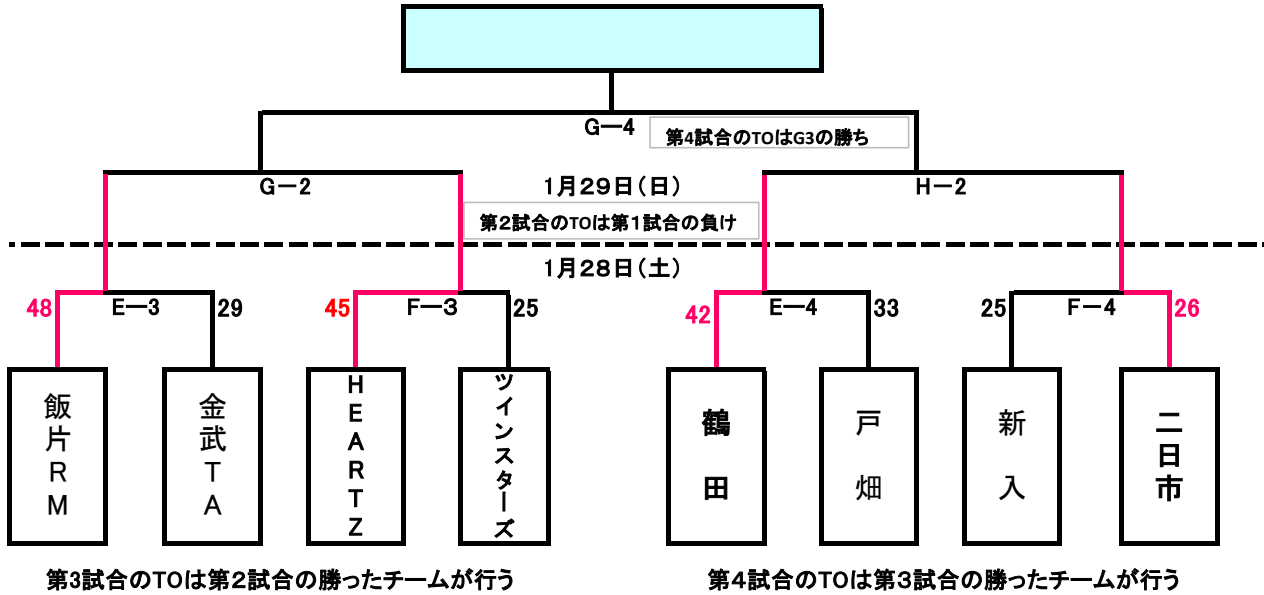 G－4
第4試合のTOはG3の勝ち
G－2
1月29日（日）
H－2
第２試合のTOは第１試合の負け
1月28日（土）
48
E－3
29
45
F－３
25
42
E－4
33
25
F－4
26
飯片RM
金武TA
HEARTZ
ツインスターズ
鶴田
戸畑
新入
二日市
第3試合のTOは第２試合の勝ったチームが行う
第４試合のTOは第３試合の勝ったチームが行う